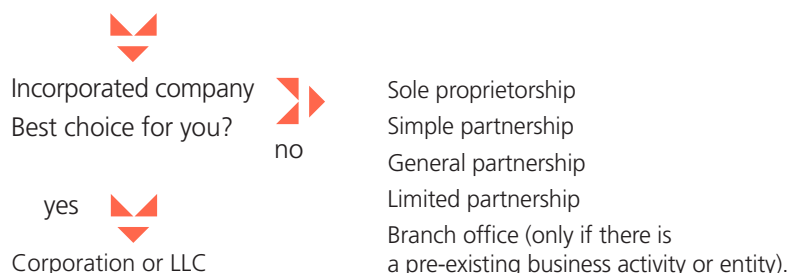 Incorporated company
Best choice for you?
no
Sole proprietorship
Simple partnership
General partnership
Limited partnership
Branch office (only if there is
a pre-existing business activity or entity).
yes
Corporation or LLC